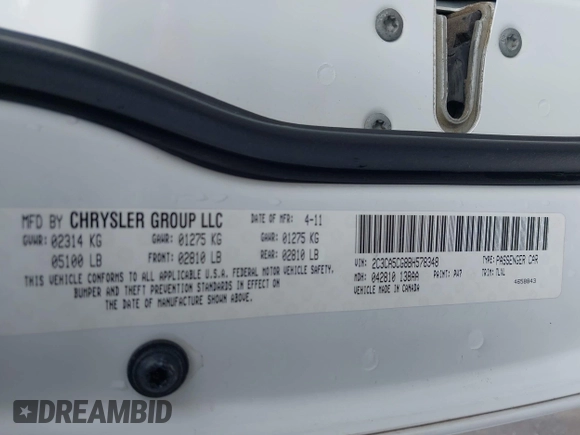 MFD BY CHRYSLER GROUP LLC DATE OF MFR: 4-11
GVWR: 02314 KG GAWR: 01275 KG GAWR: 01275 KG
05100 LB FRONT: 02810 LB REAR: 02810 LB
THIS VEHICLE CONFORMS TO ALL APPLICABLE U.S.A. FEDERAL MOTOR VEHICLE SAFETY,
BUMPER AND THEFT PREVENTION STANDARDS IN EFFECT ON
THE DATE OF MANUFACTURE SHOWN ABOVE.
VIN: 2C3CA5CG8BH578348 TYPE: PASSENGER CAR
MDH: 042810 13BAA PAINT: PW7 TRIM: TLXL
VEHICLE MADE IN CANADA 4658843
DREAMBID